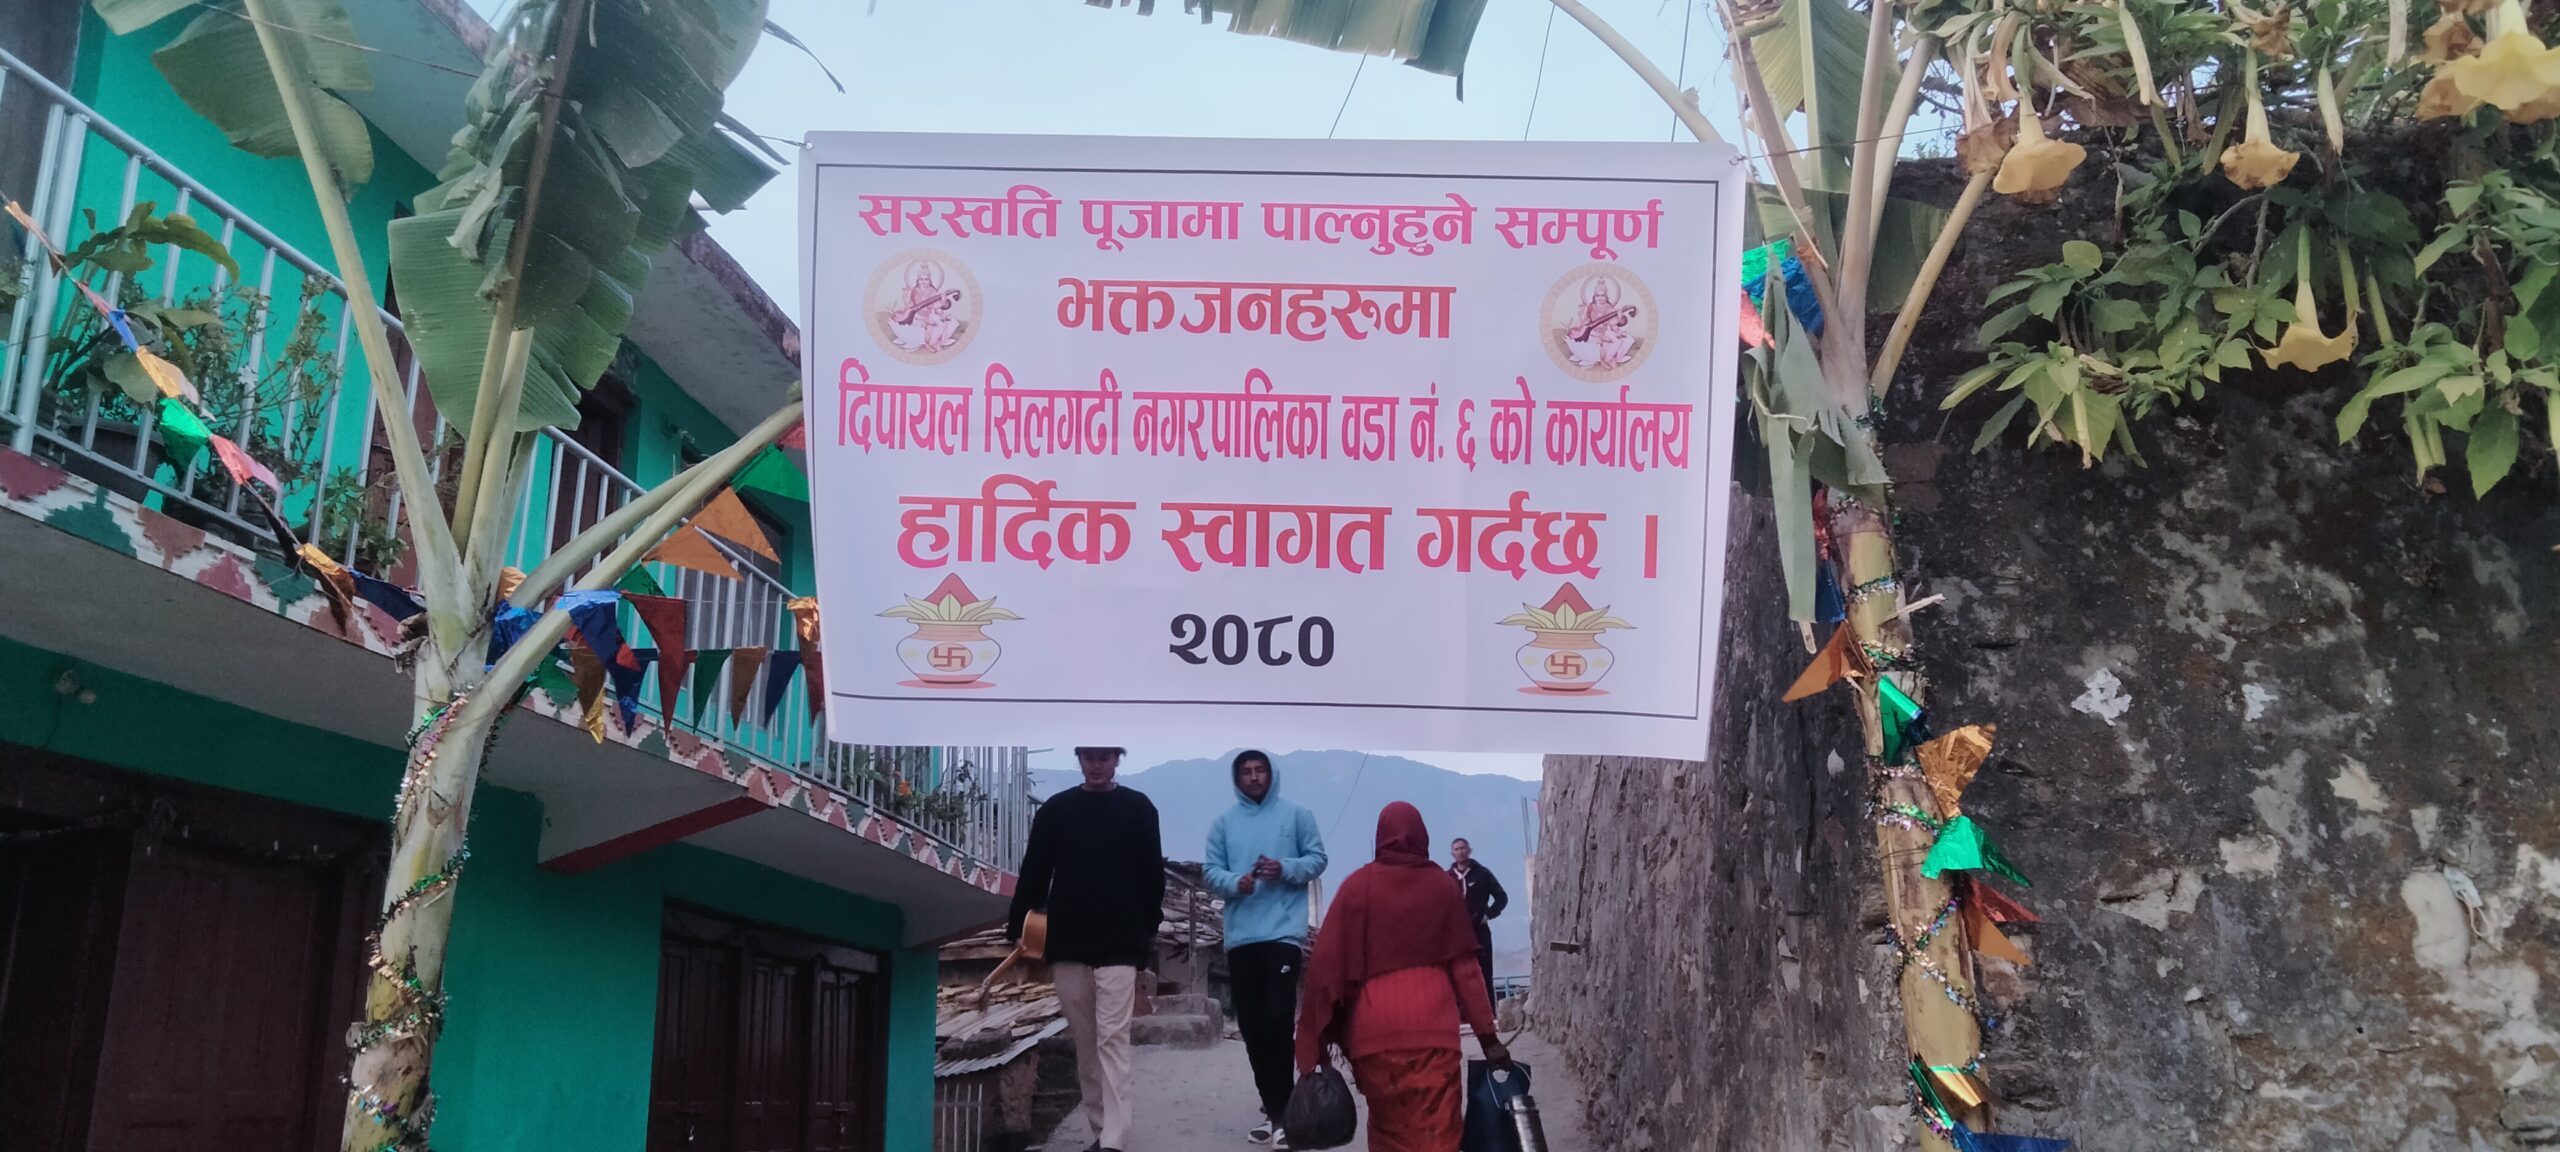 सरस्वति पूजामा पाल्नुहुने सम्पूर्ण
भक्तजनहरुमा
दिपायल सिलगढी नगरपालिका वडा नं. ६ को कार्यालय
हार्दिक स्वागत गर्दछ ।
२०८०